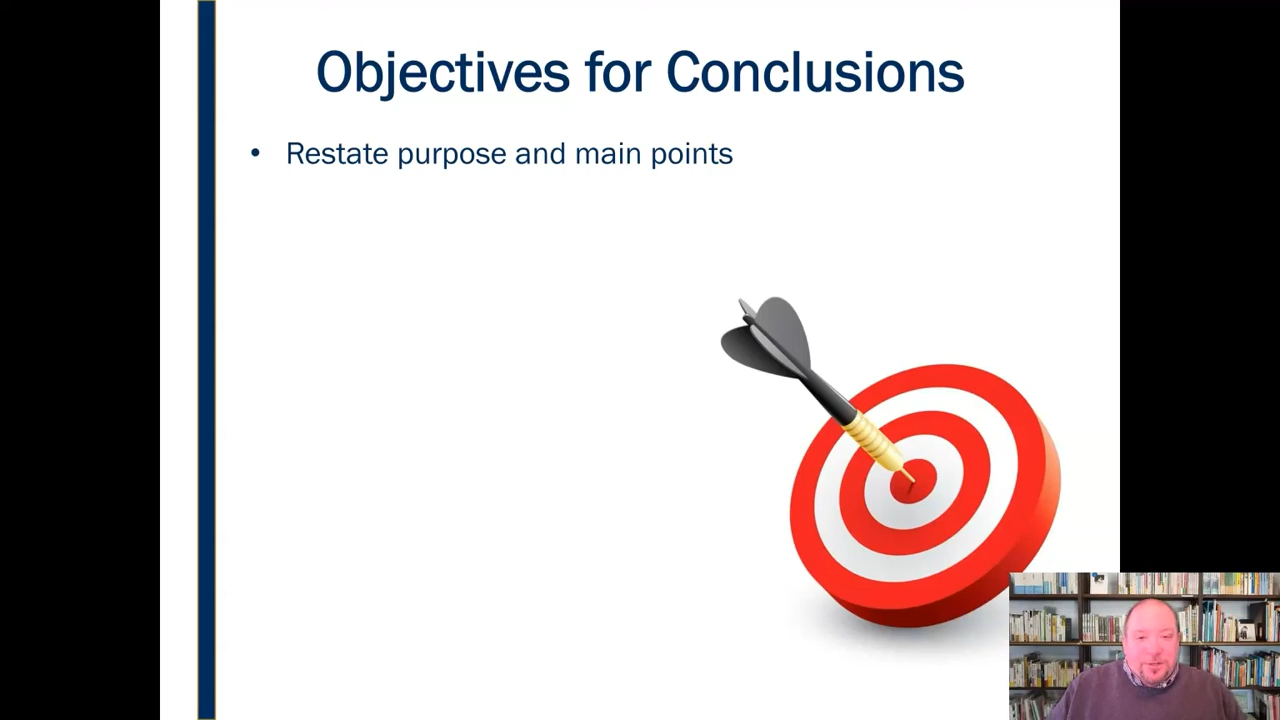 Objectives for Conclusions
• Restate purpose and main points